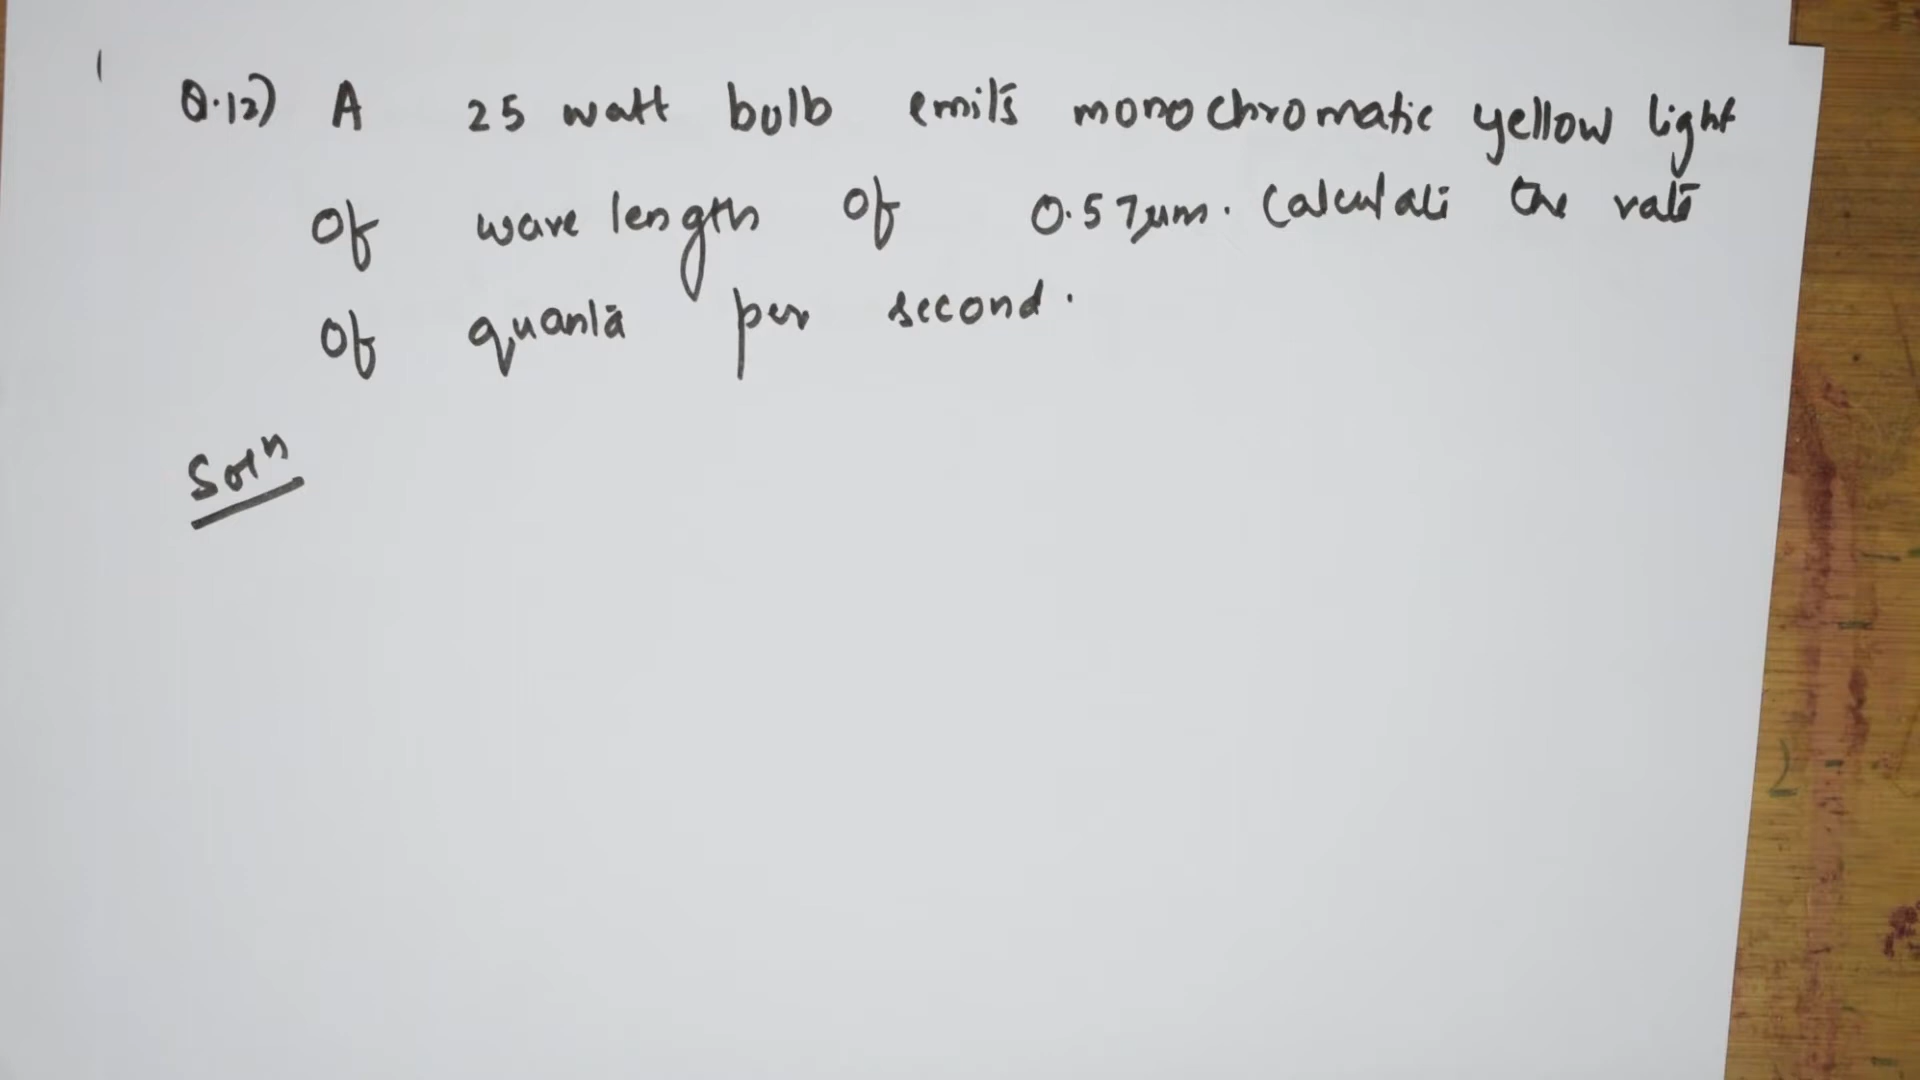 Q.12) A 25 watt bulb emits monochromatic yellow light
of wavelength of 0.57μm. Calculate the rate
of quanta per second.
Soln